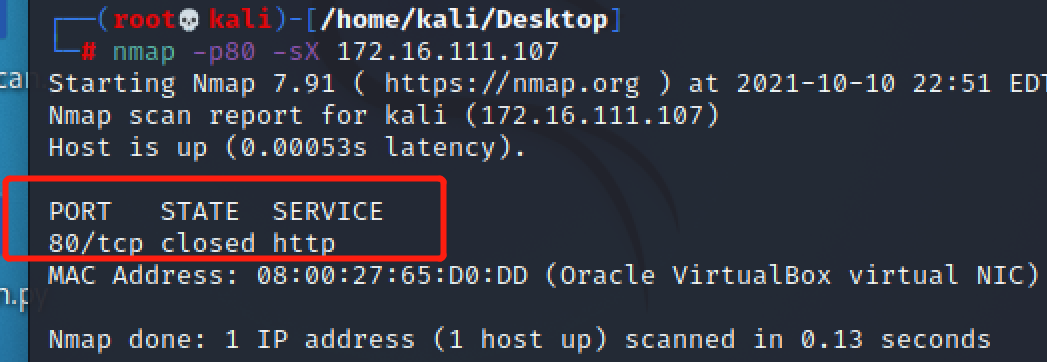 (root💀kali)-[/home/kali/Desktop]
# nmap -p80 -sX 172.16.111.107
Starting Nmap 7.91 ( https://nmap.org ) at 2021-10-10 22:51 EDT
Nmap scan report for kali (172.16.111.107)
Host is up (0.00053s latency).
PORT STATE SERVICE
80/tcp closed http
MAC Address: 08:00:27:65:D0:DD (Oracle VirtualBox virtual NIC)
Nmap done: 1 IP address (1 host up) scanned in 0.13 seconds
can
n.py